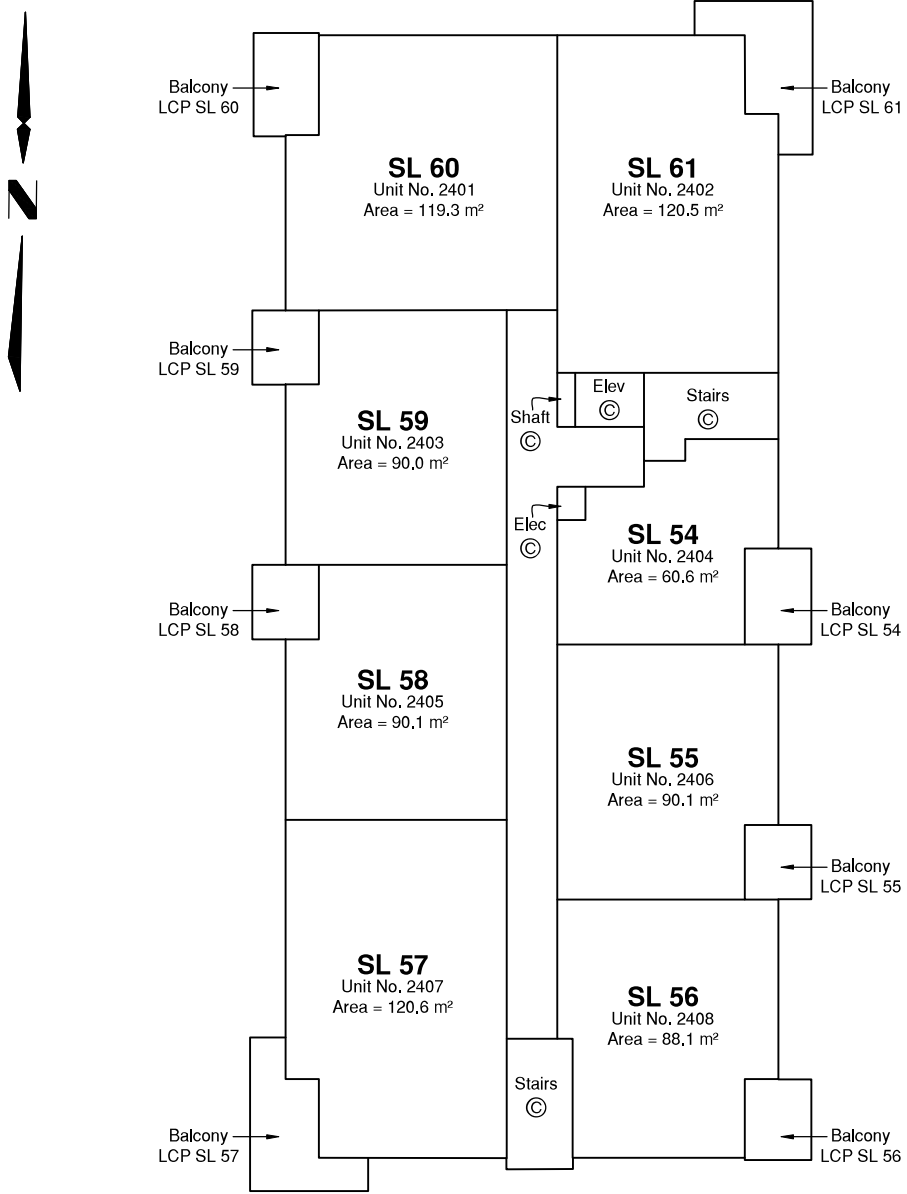 Balcony
LCP SL 60
Balcony
LCP SL 61
N
SL 60
Unit No. 2401
Area = 119.3 m²
SL 61
Unit No. 2402
Area = 120.5 m²
Balcony
LCP SL 59
SL 59
Unit No. 2403
Area = 90.0 m²
Shaft
©
Elev
©
Stairs
©
Elec
©
SL 54
Unit No. 2404
Area = 60.6 m²
Balcony
LCP SL 58
Balcony
LCP SL 54
SL 58
Unit No. 2405
Area = 90.1 m²
SL 55
Unit No. 2406
Area = 90.1 m²
Balcony
LCP SL 55
SL 57
Unit No. 2407
Area = 120.6 m²
SL 56
Unit No. 2408
Area = 88.1 m²
Stairs
©
Balcony
LCP SL 57
Balcony
LCP SL 56